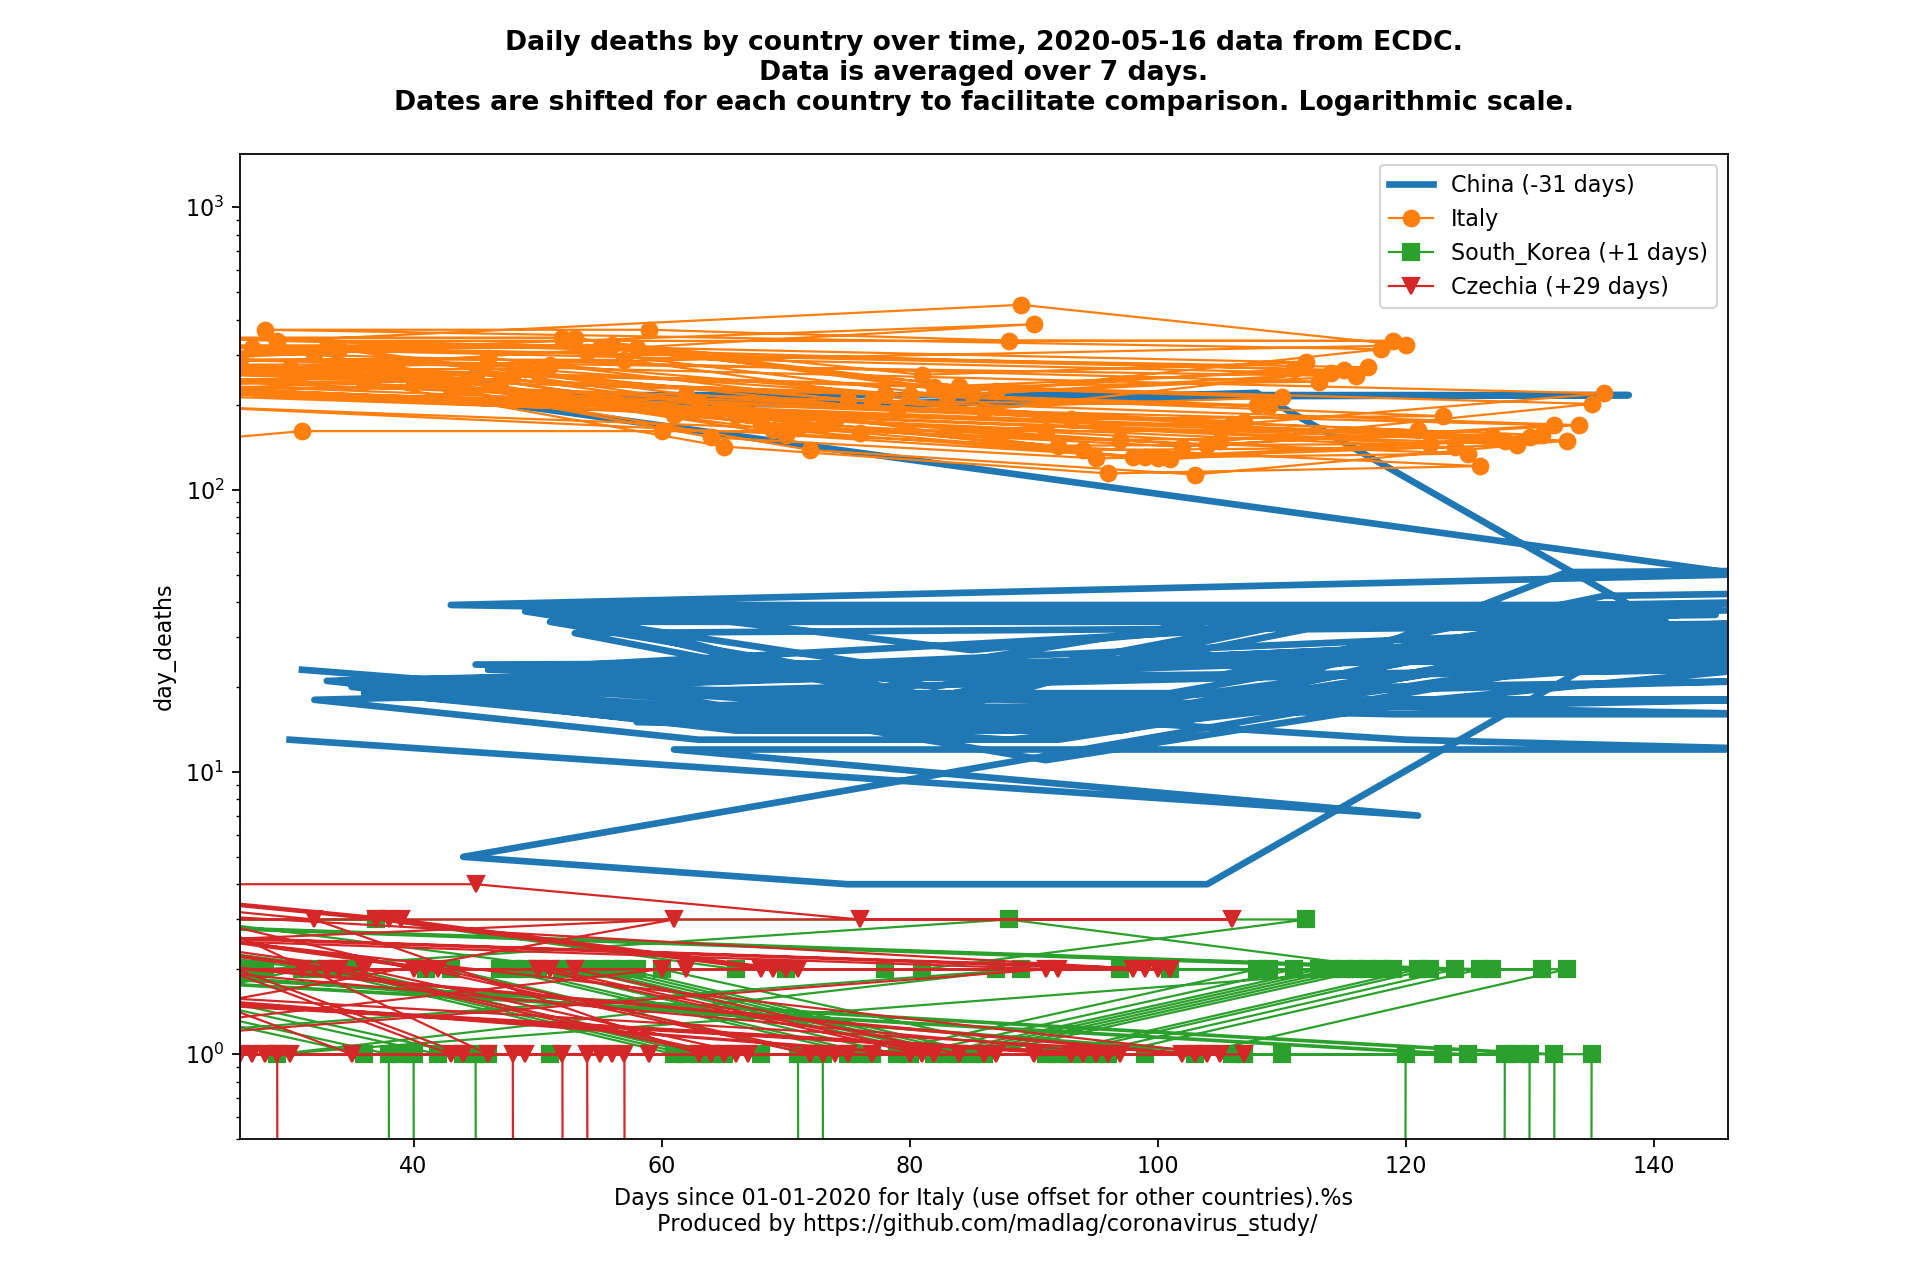 Daily deaths by country over time, 2020-05-16 data from ECDC.
Data is averaged over 7 days.
Dates are shifted for each country to facilitate comparison. Logarithmic scale.
China (-31 days)
Italy
South_Korea (+1 days)
Czechia (+29 days)
day_deaths
10³
10²
10¹
10⁰
40 60 80 100 120 140
Days since 01-01-2020 for Italy (use offset for other countries).%s
Produced by https://github.com/madlag/coronavirus_study/